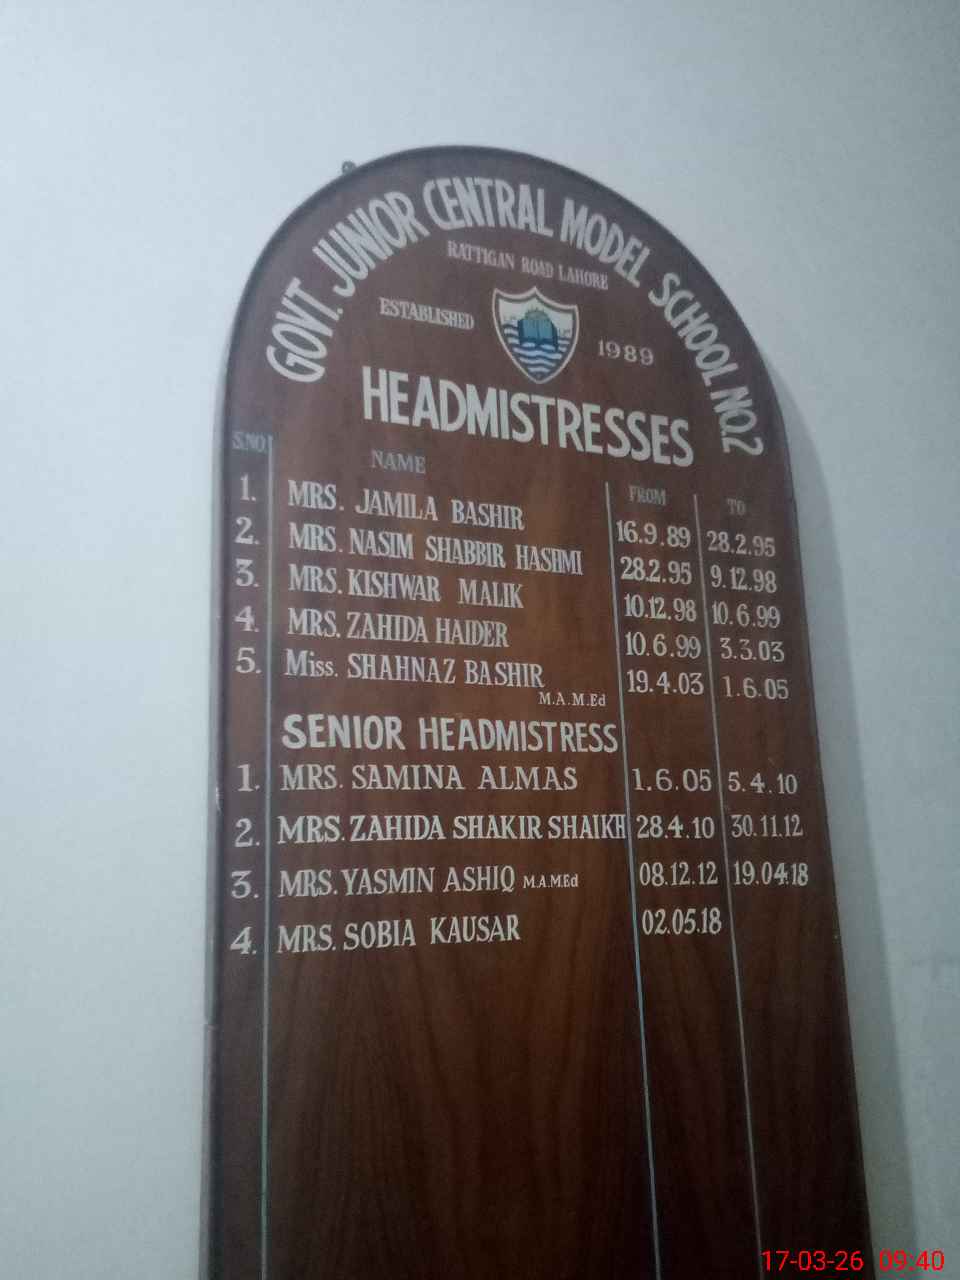 GOVT. JUNIOR CENTRAL MODEL SCHOOL NO.2
RATTIGAN ROAD LAHORE
ESTABLISHED 1989
HEADMISTRESSES
S.NO. NAME FROM TO
1. MRS. JAMILA BASHIR 16.9.89 28.2.95
2. MRS. NASIM SHABBIR HASHMI 28.2.95 9.12.98
3. MRS. KISHWAR MALIK 10.12.98 10.6.99
4. MRS. ZAHIDA HAIDER 10.6.99 3.3.03
5. Miss. SHAHNAZ BASHIR 19.4.03 1.6.05
M.A.M.Ed
SENIOR HEADMISTRESS
1. MRS. SAMINA ALMAS 1.6.05 5.4.10
2. MRS. ZAHIDA SHAKIR SHAIKH 28.4.10 30.11.12
3. MRS. YASMIN ASHIQ M.A.M.Ed 08.12.12 19.04.18
4. MRS. SOBIA KAUSAR 02.05.18
17-03-26 09:40